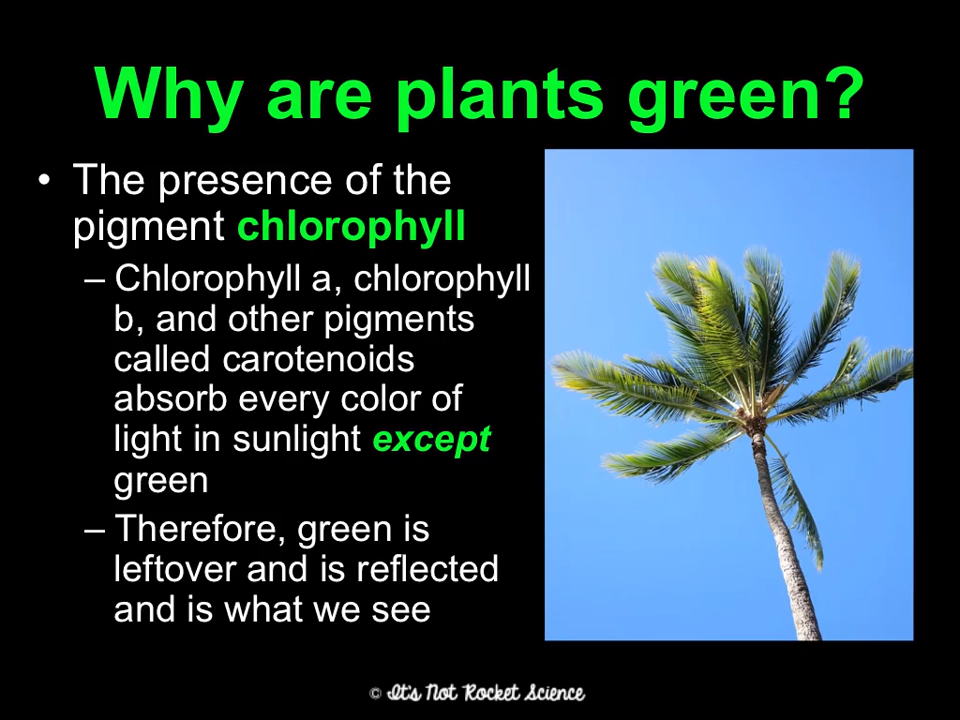 Why are plants green?
• The presence of the
pigment chlorophyll
– Chlorophyll a, chlorophyll
b, and other pigments
called carotenoids
absorb every color of
light in sunlight except
green
– Therefore, green is
leftover and is reflected
and is what we see
© It's Not Rocket Science